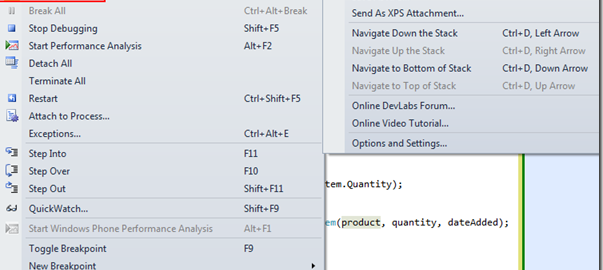 Break All Ctrl+Alt+Break
Stop Debugging Shift+F5
Start Performance Analysis Alt+F2
Detach All
Terminate All
Restart Ctrl+Shift+F5
Attach to Process...
Exceptions... Ctrl+Alt+E
Step Into F11
Step Over F10
Step Out Shift+F11
QuickWatch... Shift+F9
Start Windows Phone Performance Analysis Alt+F1
Toggle Breakpoint F9
New Breakpoint
Send As XPS Attachment...
Navigate Down the Stack Ctrl+D, Left Arrow
Navigate Up the Stack Ctrl+D, Right Arrow
Navigate to Bottom of Stack Ctrl+D, Down Arrow
Navigate to Top of Stack Ctrl+D, Up Arrow
Online DevLabs Forum...
Online Video Tutorial...
Options and Settings...
tem.Quantity);
em(product, quantity, dateAdded);